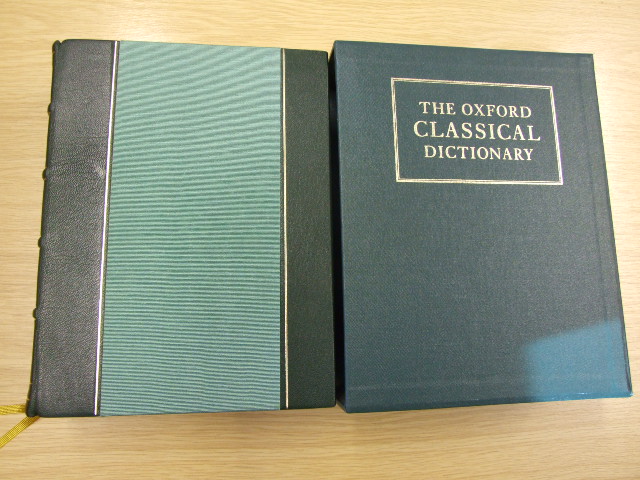 THE OXFORD
CLASSICAL
DICTIONARY